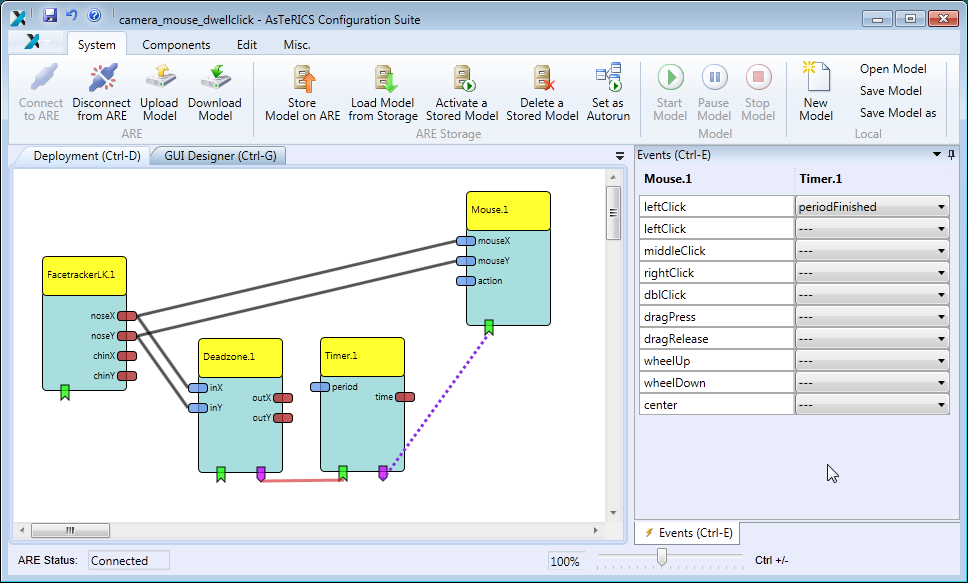 camera_mouse_dwellclick - AsTeRICS Configuration Suite
System Components Edit Misc.
Connect to ARE
Disconnect from ARE
Upload Model
Download Model
Store Model on ARE
Load Model from Storage
Activate a Stored Model
Delete a Stored Model
Set as Autorun
Start Model
Pause Model
Stop Model
New Model
Open Model
Save Model
Save Model as
ARE
ARE Storage
Model
Local
Deployment (Ctrl-D) GUI Designer (Ctrl-G)
Mouse.1
mouseX
mouseY
action
FacetrackerLK.1
noseX
noseY
chinX
chinY
Deadzone.1
inX
inY
outX
outY
Timer.1
period
time
Events (Ctrl-E)
Mouse.1 Timer.1
leftClick periodFinished
leftClick ---
middleClick ---
rightClick ---
dblClick ---
dragPress ---
dragRelease ---
wheelUp ---
wheelDown ---
center ---
Events (Ctrl-E)
ARE Status: Connected
100%
Ctrl +/-